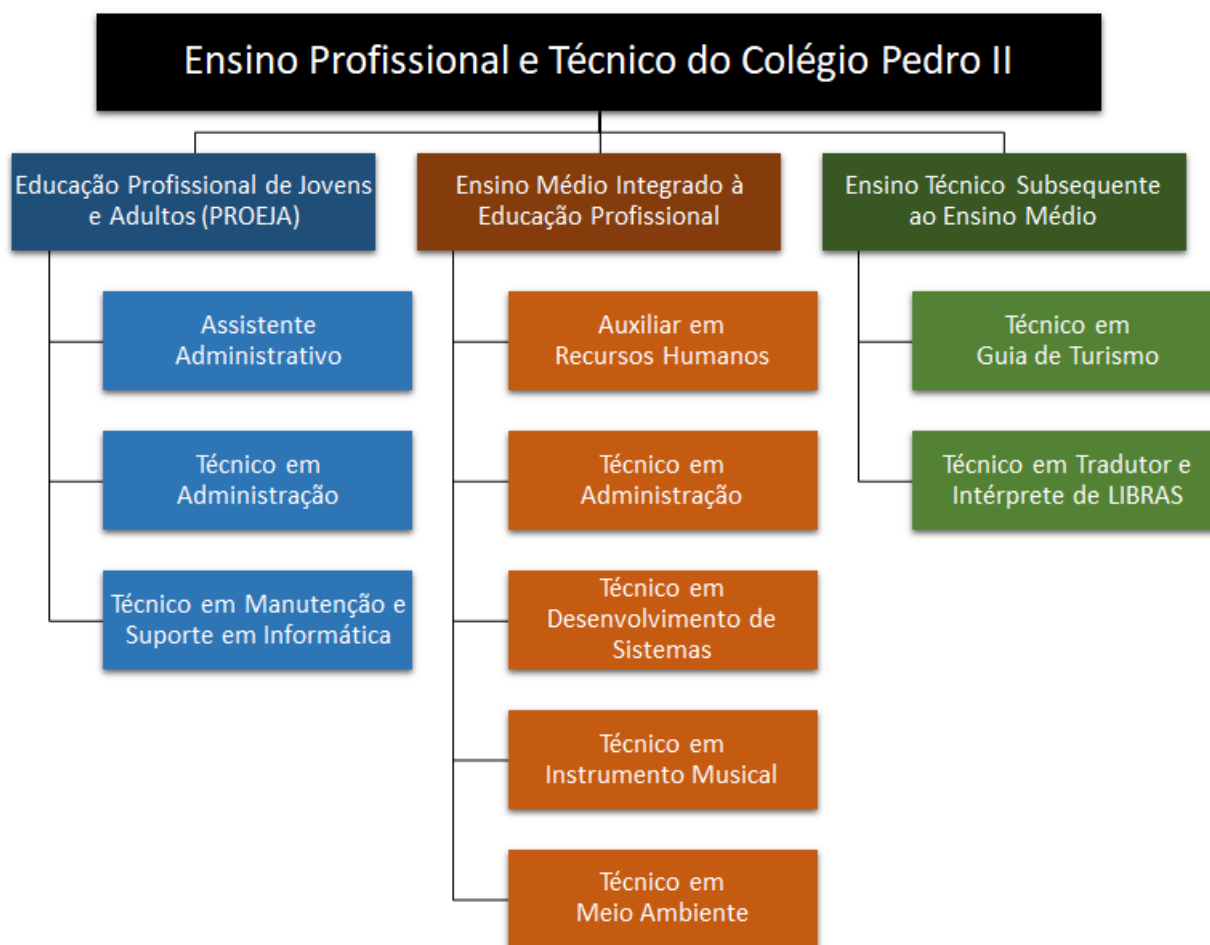 Ensino Profissional e Técnico do Colégio Pedro II
Educação Profissional de Jovens
e Adultos (PROEJA)
Assistente
Administrativo
Técnico em
Administração
Técnico em Manutenção e
Suporte em Informática
Ensino Médio Integrado à
Educação Profissional
Auxiliar em
Recursos Humanos
Técnico em
Administração
Técnico em
Desenvolvimento de
Sistemas
Técnico em
Instrumento Musical
Técnico em
Meio Ambiente
Ensino Técnico Subsequente
ao Ensino Médio
Técnico em
Guia de Turismo
Técnico em Tradutor e
Intérprete de LIBRAS